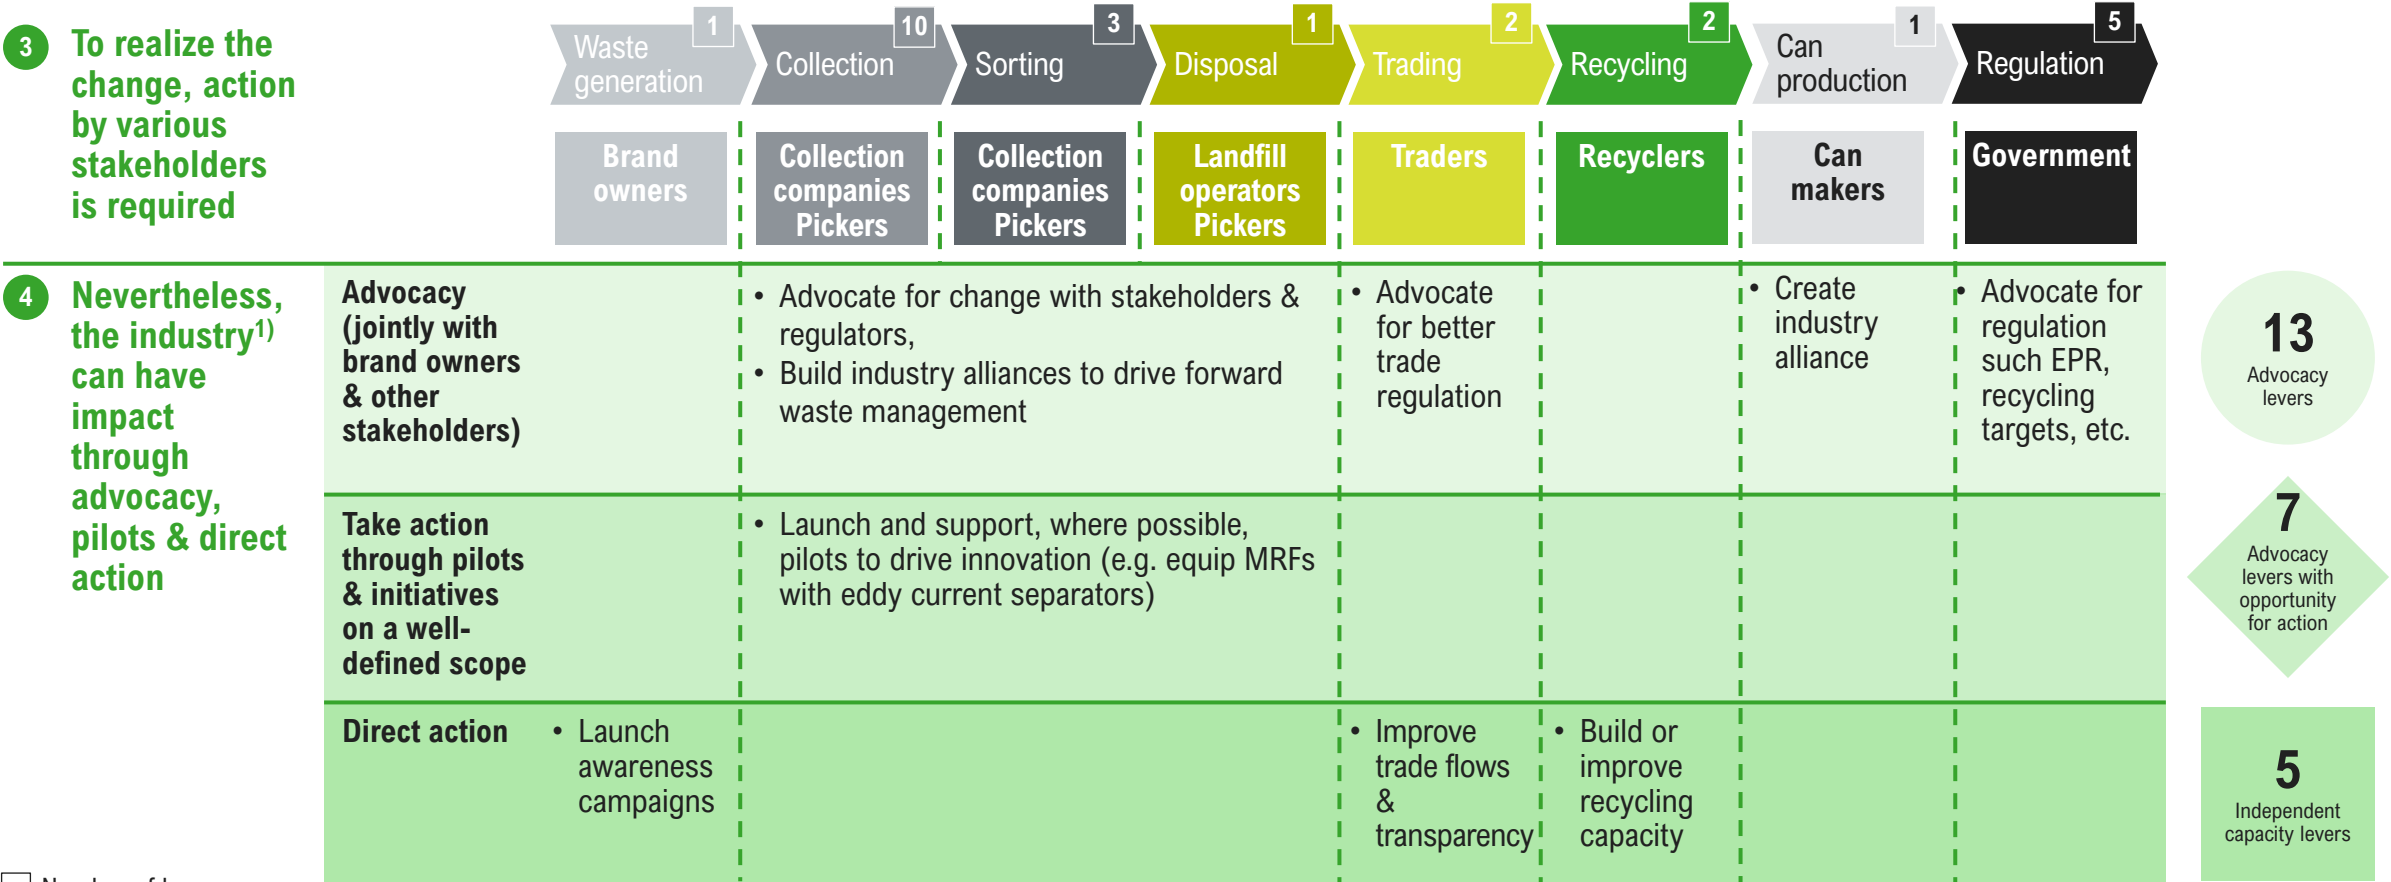 3
To realize the
change, action
by various
stakeholders
is required
Waste
generation
1
Collection
10
Sorting
3
Disposal
1
Trading
2
Recycling
2
Can
production
1
Regulation
5
Brand
owners
Collection
companies
Pickers
Collection
companies
Pickers
Landfill
operators
Pickers
Traders
Recyclers
Can
makers
Government
4
Nevertheless,
the industry1)
can have
impact
through
advocacy,
pilots & direct
action
Advocacy
(jointly with
brand owners
& other
stakeholders)
• Advocate for change with stakeholders &
regulators,
• Build industry alliances to drive forward
waste management
• Advocate
for better
trade
regulation
• Create
industry
alliance
• Advocate for
regulation
such EPR,
recycling
targets, etc.
13
Advocacy
levers
Take action
through pilots
& initiatives
on a well-
defined scope
• Launch and support, where possible,
pilots to drive innovation (e.g. equip MRFs
with eddy current separators)
7
Advocacy
levers with
opportunity
for action
Direct action
• Launch
awareness
campaigns
• Improve
trade flows
&
transparency
• Build or
improve
recycling
capacity
5
Independent
capacity levers